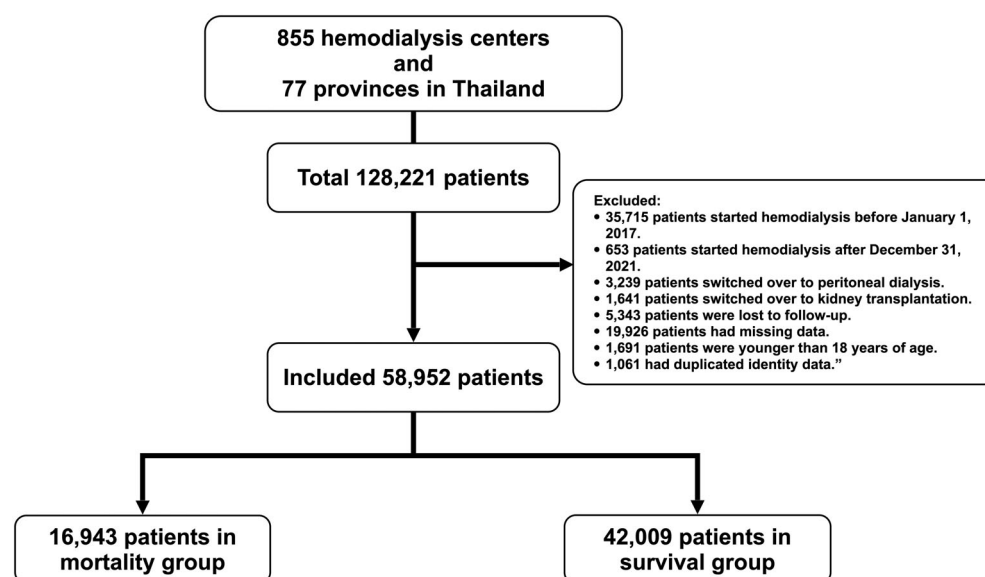 855 hemodialysis centers
and
77 provinces in Thailand
Total 128,221 patients
Excluded:
• 35,715 patients started hemodialysis before January 1,
2017.
• 653 patients started hemodialysis after December 31,
2021.
• 3,239 patients switched over to peritoneal dialysis.
• 1,641 patients switched over to kidney transplantation.
• 5,343 patients were lost to follow-up.
• 19,926 patients had missing data.
• 1,691 patients were younger than 18 years of age.
• 1,061 had duplicated identity data.”
Included 58,952 patients
16,943 patients in
mortality group
42,009 patients in
survival group